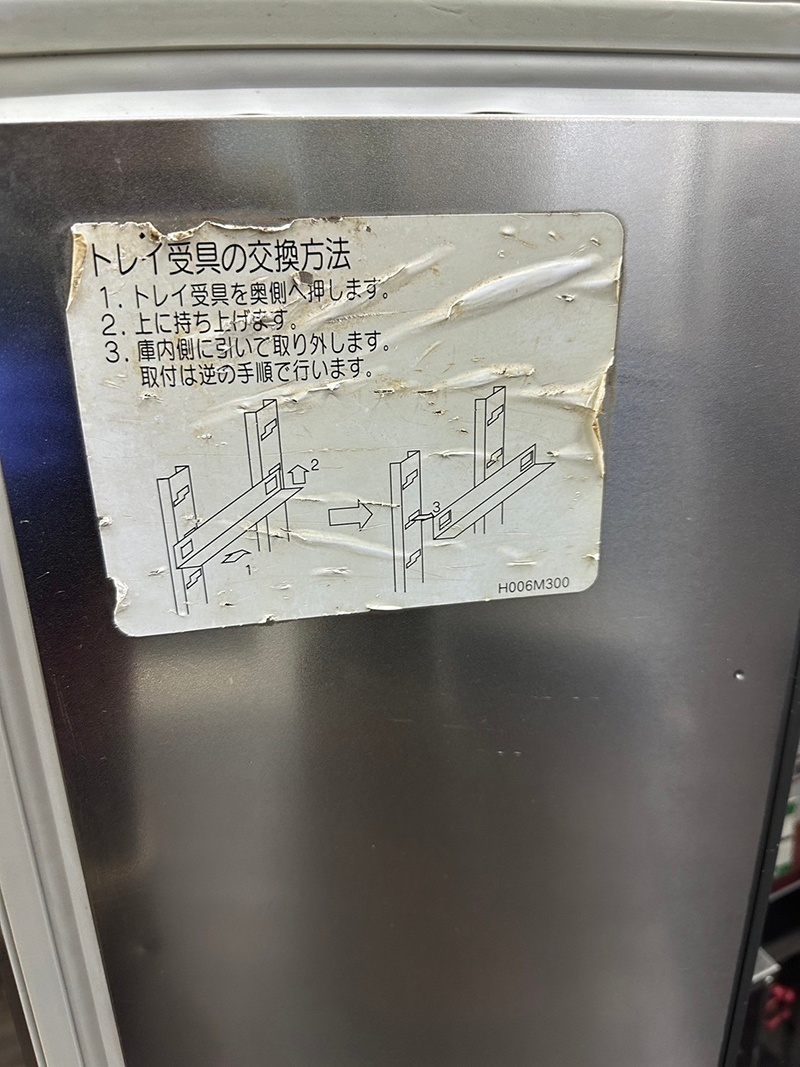 トレイ受具の交換方法
1. トレイ受具を奥側へ押します。
2. 上に持ち上げます。
3. 庫内側に引いて取り外します。
取付は逆の手順で行います。
2
3
1
H006M300